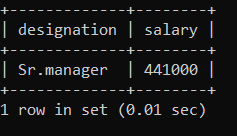 +-------------+--------+
| designation | salary |
+-------------+--------+
| Sr.manager  | 441000 |
+-------------+--------+
1 row in set (0.01 sec)